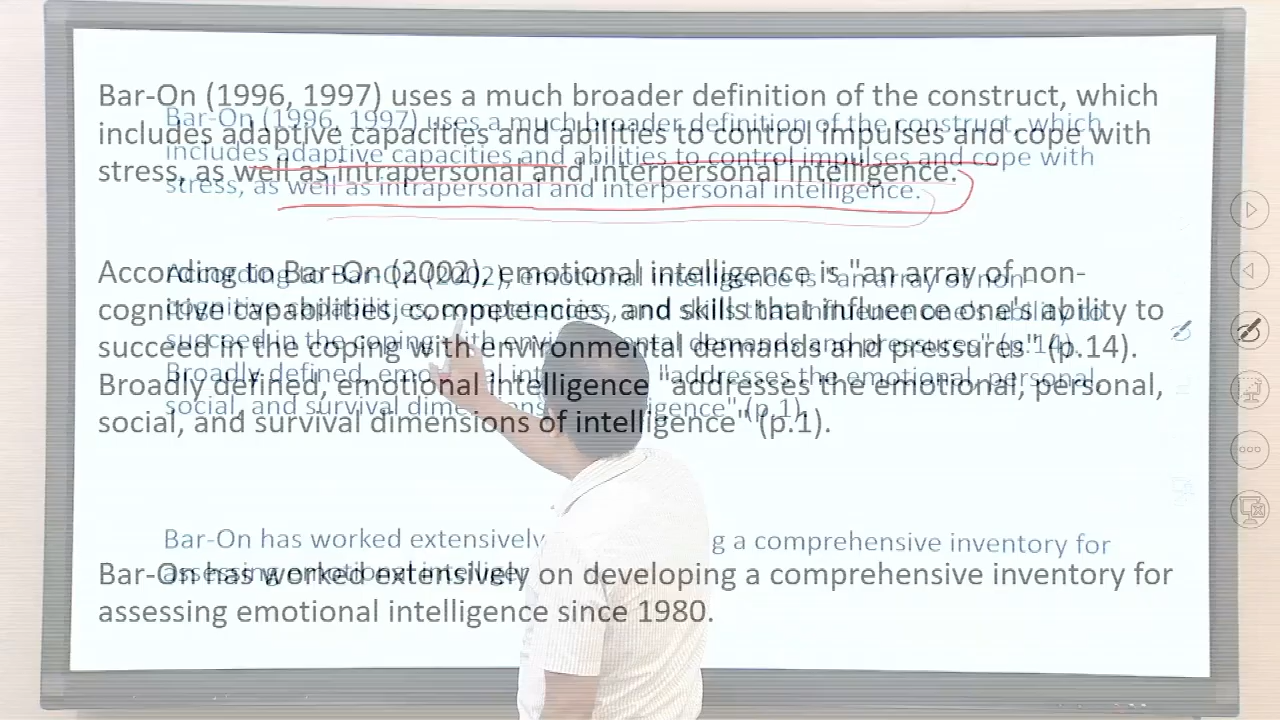 Bar-On (1996, 1997) uses a much broader definition of the construct, which
includes adaptive capacities and abilities to control impulses and cope with
stress, as well as intrapersonal and interpersonal intelligence.
According to Bar-On (2002), emotional intelligence is "an array of non-
cognitive capabilities, competencies, and skills that influence one's ability to
succeed in the coping with environmental demands and pressures" (p.14).
Broadly defined, emotional intelligence "addresses the emotional, personal,
social, and survival dimensions of intelligence" (p.1).
Bar-On has worked extensively on developing a comprehensive inventory for
assessing emotional intelligence since 1980.